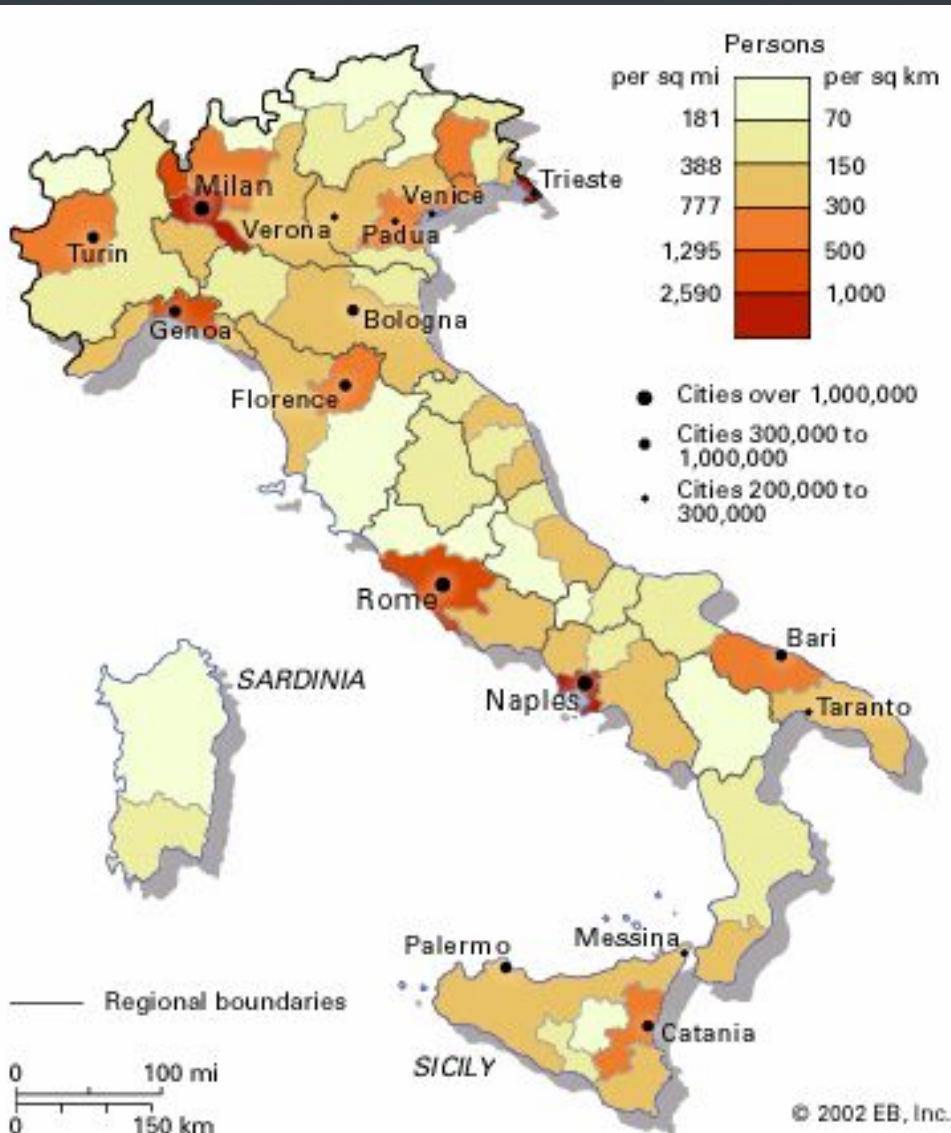 Persons
per sq mi per sq km
181 70
388 150
777 300
1,295 500
2,590 1,000
Cities over 1,000,000
Cities 300,000 to
1,000,000
Cities 200,000 to
300,000
Milan
Venice
Trieste
Verona
Padua
Turin
Genoa
Bologna
Florence
Rome
Bari
Naples
Taranto
SARDINIA
Palermo
Messina
Catania
SICILY
Regional boundaries
0 100 mi
0 150 km
© 2002 EB, Inc.